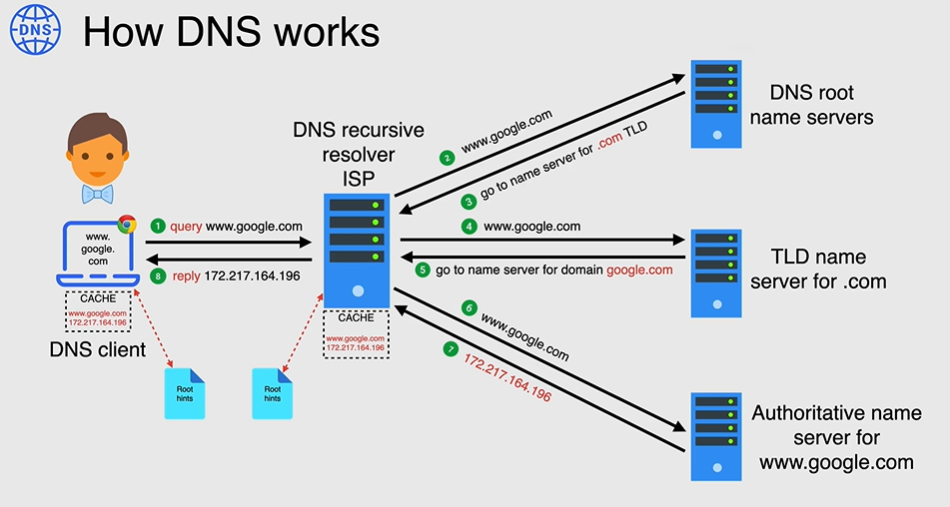 DNS
How DNS works
DNS recursive
resolver
ISP
DNS root
name servers
2 www.google.com
3 go to name server for .com TLD
www.
google.
com
1 query www.google.com
8 reply 172.217.164.196
4 www.google.com
5 go to name server for domain google.com
TLD name
server for .com
CACHE
www.google.com
172.217.164.196
DNS client
CACHE
www.google.com
172.217.164.196
6 www.google.com
7 172.217.164.196
Root
hints
Root
hints
Authoritative name
server for
www.google.com